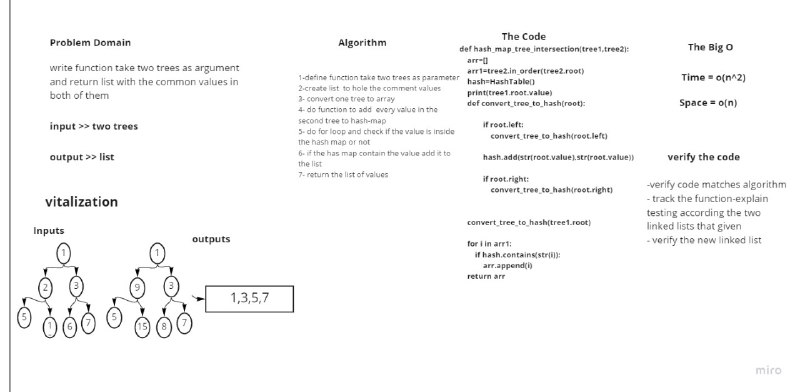 Problem Domain
write function take two trees as argument
and return list with the common values in
both of them
input >> two trees
output >> list
vitalization
Inputs
outputs
1
2
3
5
1
6
7
1
9
3
5
15
8
7
1,3,5,7
Algorithm
1-define function take two trees as parameter
2-create list to hole the comment values
3- convert one tree to array
4- do function to add every value in the
second tree to hash-map
5- do for loop and check if the value is inside
the hash map or not
6- if the has map contain the value add it to
the list
7- return the list of values
The Code
def hash_map_tree_intersection(tree1,tree2):
arr=[]
arr1=tree2.in_order(tree2.root)
hash=HashTable()
print(tree1.root.value)
def convert_tree_to_hash(root):
if root.left:
convert_tree_to_hash(root.left)
hash.add(str(root.value),str(root.value))
if root.right:
convert_tree_to_hash(root.right)
convert_tree_to_hash(tree1.root)
for i in arr1:
if hash.contains(str(i)):
arr.append(i)
return arr
The Big O
Time = o(n^2)
Space = o(n)
verify the code
-verify code matches algorithm
- track the function-explain
testing according the two
linked lists that given
- verify the new linked list
miro